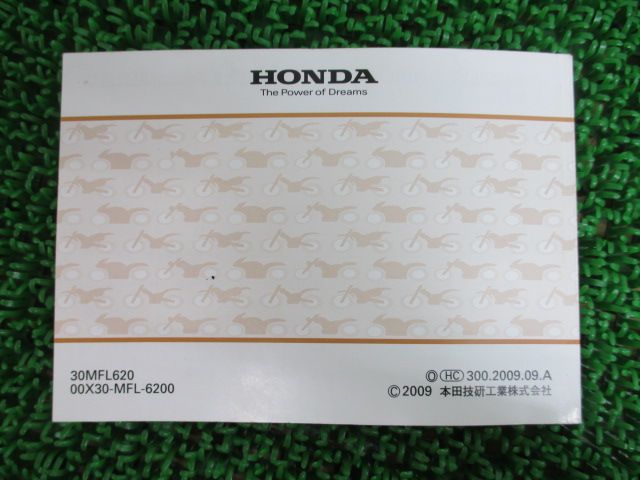 HONDA
The Power of Dreams
30MFL620
00X30-MFL-6200
Ⓞ HC 300.2009.09.A
©2009 本田技研工業株式会社